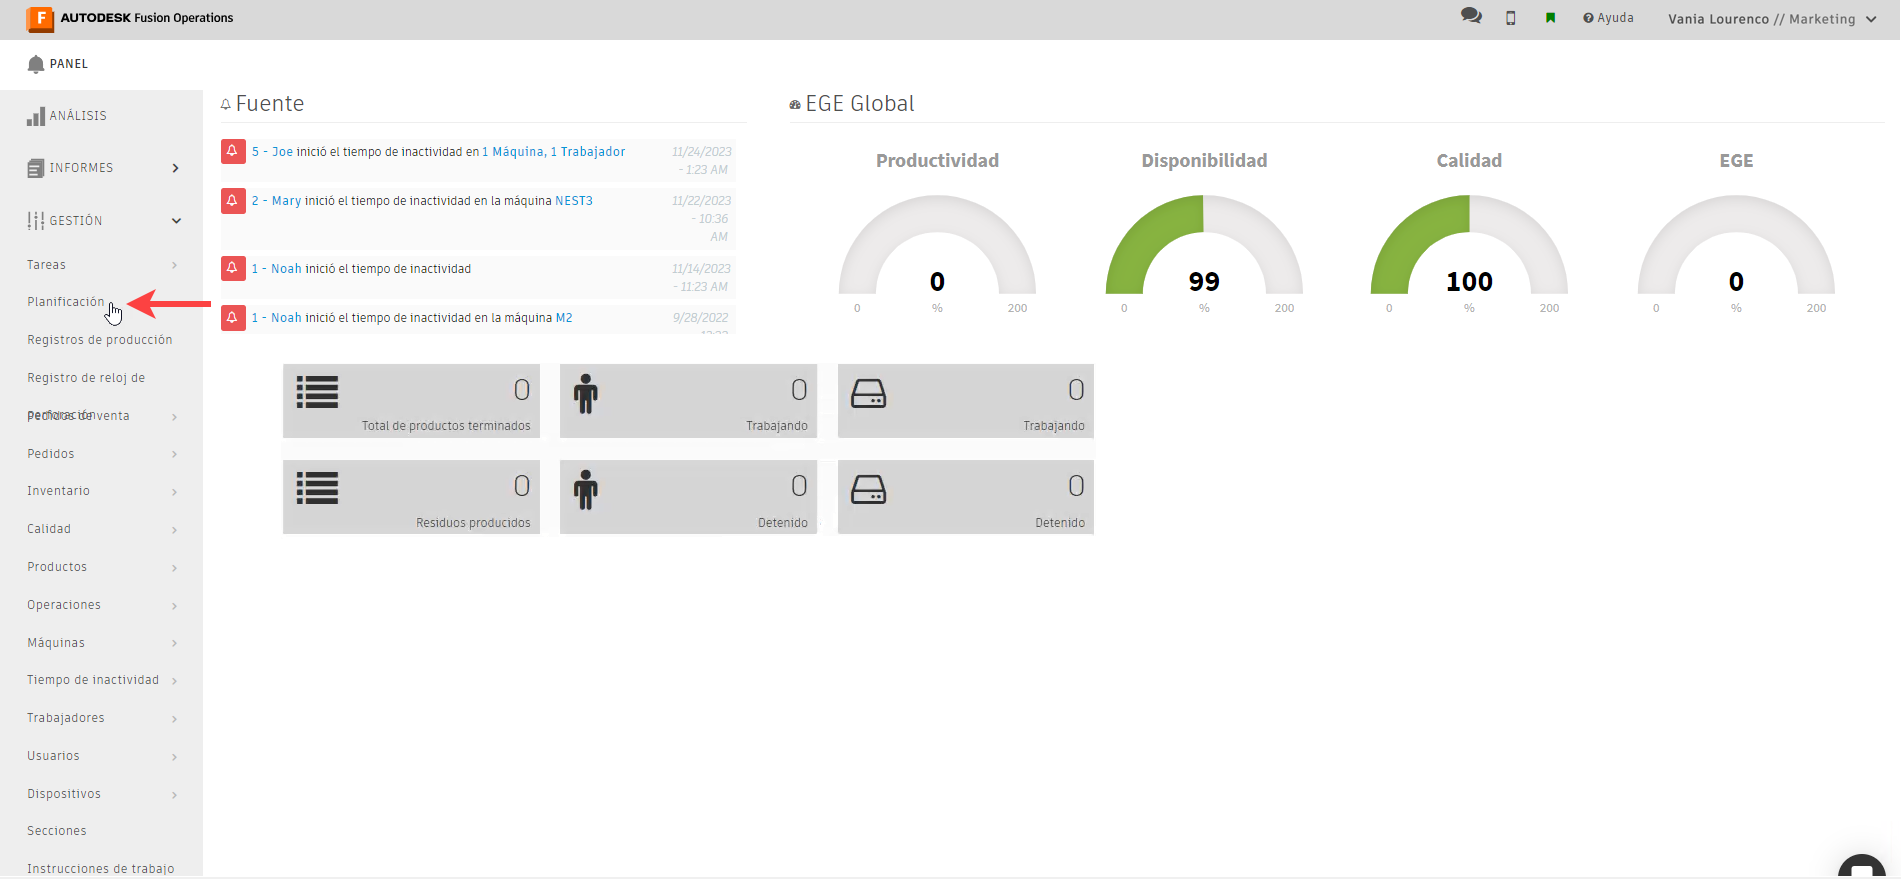 F AUTODESK Fusion Operations
Ayuda
Vania Lourenco // Marketing
PANEL
ANÁLISIS
INFORMES
GESTIÓN
Tareas
Planificación
Registros de producción
Registro de reloj de
perforación
Pedidos de venta
Pedidos
Inventario
Calidad
Productos
Operaciones
Máquinas
Tiempo de inactividad
Trabajadores
Usuarios
Dispositivos
Secciones
Instrucciones de trabajo
Fuente
5 - Joe inició el tiempo de inactividad en 1 Máquina, 1 Trabajador
11/24/2023
- 1:23 AM
2 - Mary inició el tiempo de inactividad en la máquina NEST3
11/22/2023
- 10:36
AM
1 - Noah inició el tiempo de inactividad
11/14/2023
- 11:23 AM
1 - Noah inició el tiempo de inactividad en la máquina M2
9/28/2022
EGE Global
Productividad
0
0 % 200
Disponibilidad
99
0 % 200
Calidad
100
0 % 200
EGE
0
0 % 200
0
Total de productos terminados
0
Trabajando
0
Trabajando
0
Residuos producidos
0
Detenido
0
Detenido